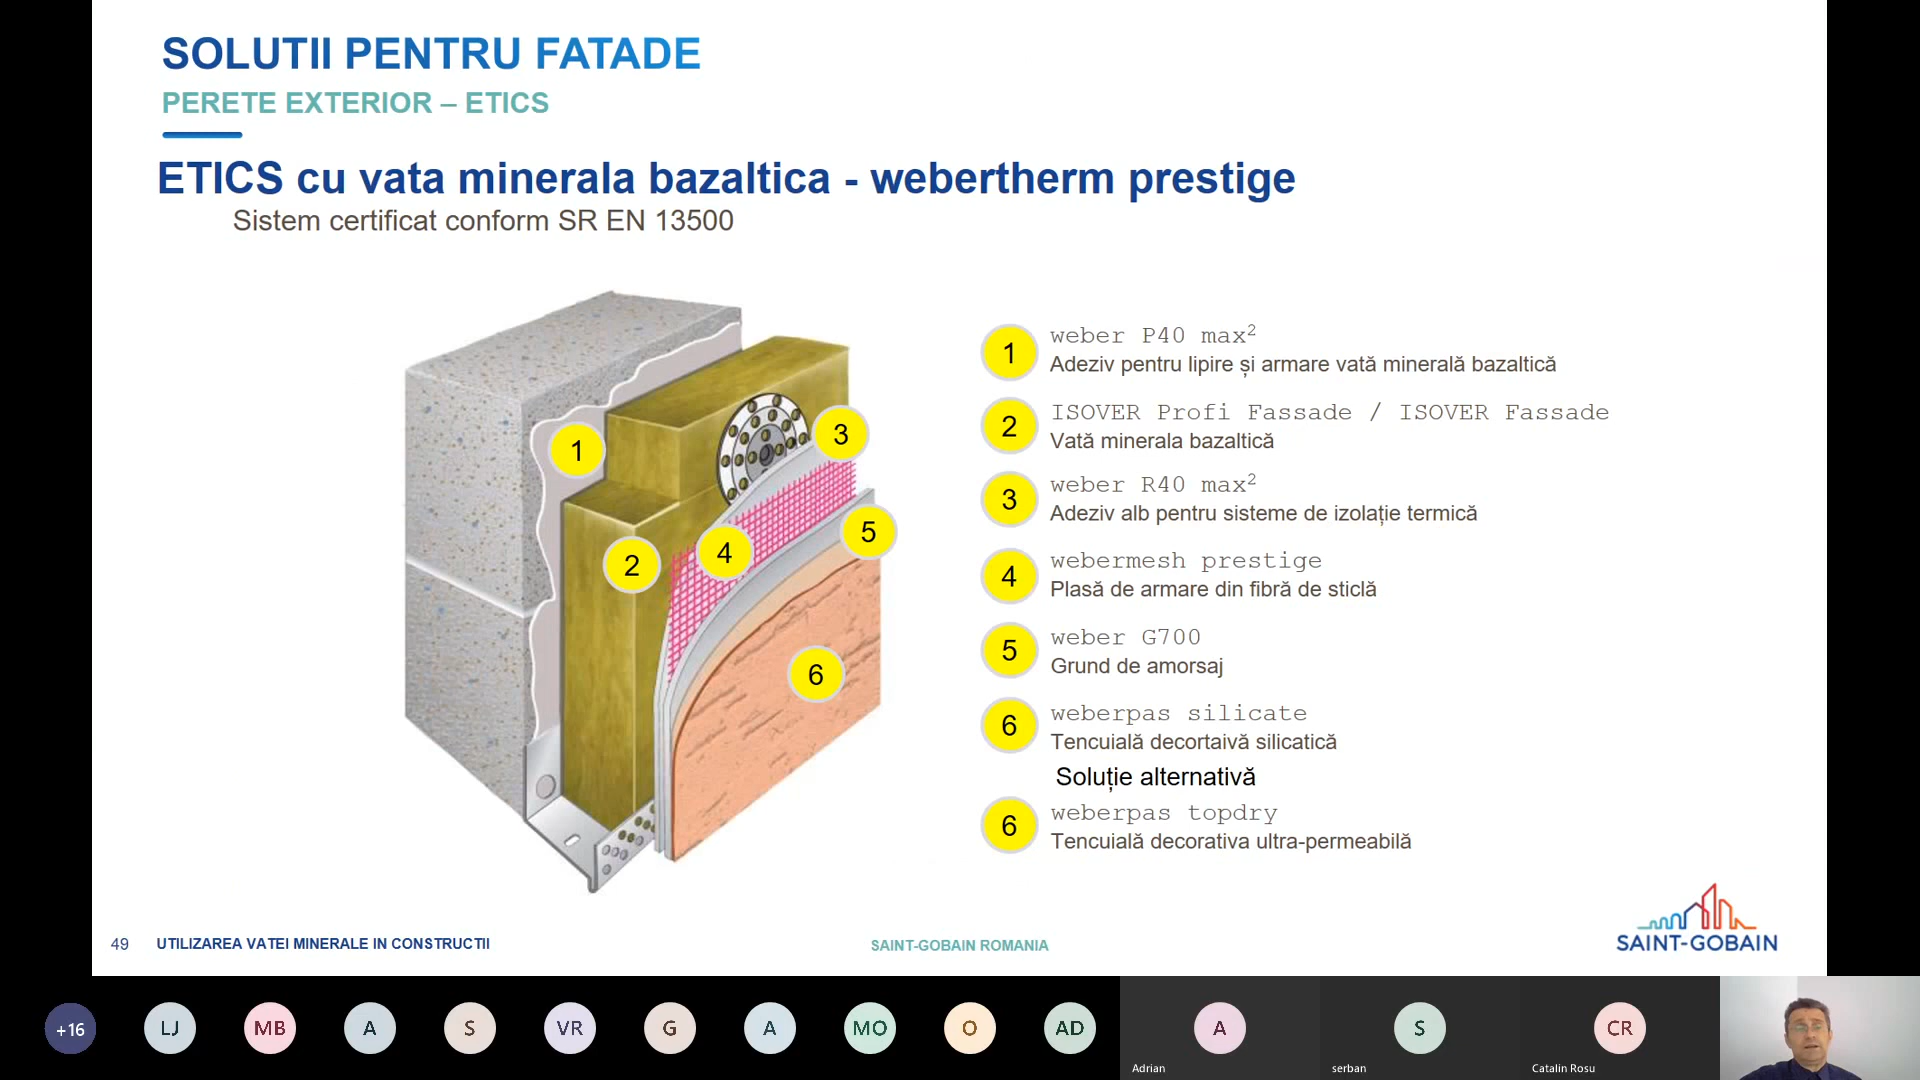 SOLUTII PENTRU FATADE
PERETE EXTERIOR – ETICS
ETICS cu vata minerala bazaltica - webertherm prestige
Sistem certificat conform SR EN 13500
1
2
3
4
5
6
1 weber P40 max²
Adeziv pentru lipire și armare vată minerală bazaltică
2 ISOVER Profi Fassade / ISOVER Fassade
Vată minerala bazaltică
3 weber R40 max²
Adeziv alb pentru sisteme de izolație termică
4 webermesh prestige
Plasă de armare din fibră de sticlă
5 weber G700
Grund de amorsaj
6 weberpas silicate
Tencuială decortaivă silicatică
Soluție alternativă
6 weberpas topdry
Tencuială decorativa ultra-permeabilă
49 UTILIZAREA VATEI MINERALE IN CONSTRUCTII
SAINT-GOBAIN ROMANIA
SAINT-GOBAIN
+16 LJ MB A S VR G A MO O AD A S CR
Adrian serban Catalin Rosu